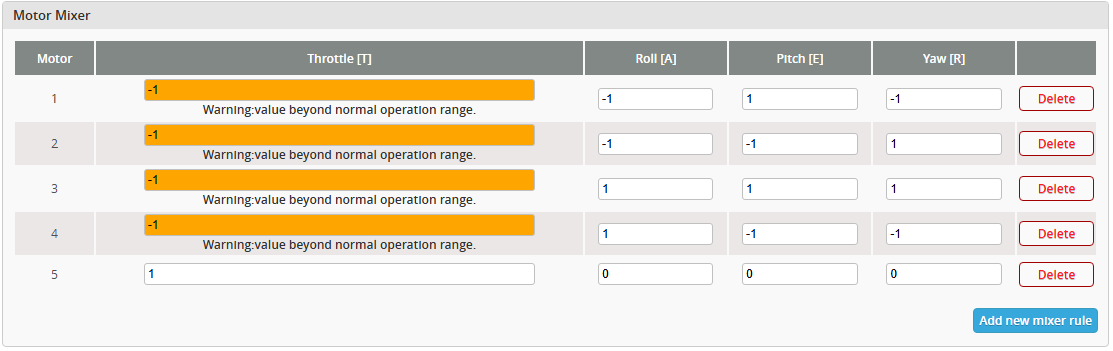 Motor Mixer
Motor Throttle [T] Roll [A] Pitch [E] Yaw [R]
1 -1 -1 1 -1 Delete
Warning:value beyond normal operation range.
2 -1 -1 -1 1 Delete
Warning:value beyond normal operation range.
3 -1 1 1 1 Delete
Warning:value beyond normal operation range.
4 -1 1 -1 -1 Delete
Warning:value beyond normal operation range.
5 1 0 0 0 Delete
Add new mixer rule